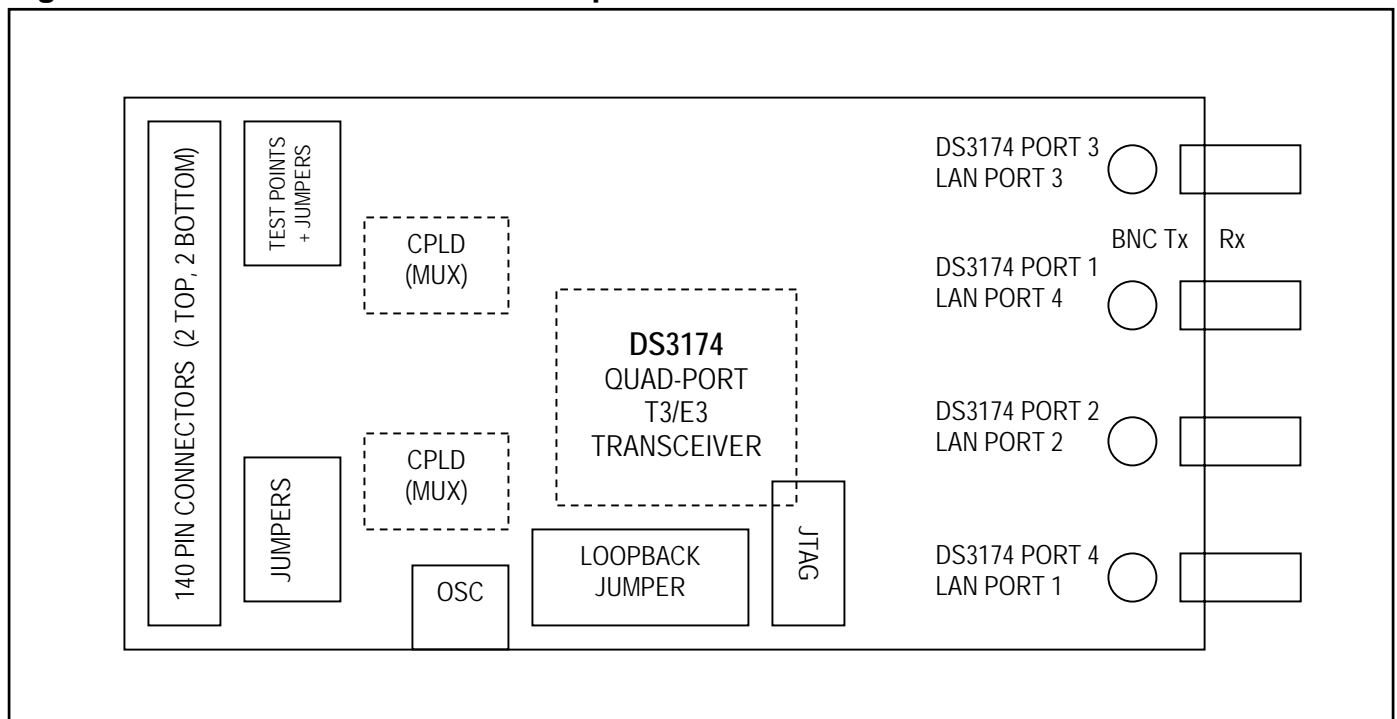 140 PIN CONNECTORS (2 TOP, 2 BOTTOM)
TEST POINTS
+ JUMPERS
CPLD
(MUX)
DS3174
QUAD-PORT
T3/E3
TRANSCEIVER
JUMPERS
CPLD
(MUX)
OSC
LOOPBACK
JUMPER
JTAG
DS3174 PORT 3
LAN PORT 3
BNC Tx
Rx
DS3174 PORT 1
LAN PORT 4
DS3174 PORT 2
LAN PORT 2
DS3174 PORT 4
LAN PORT 1